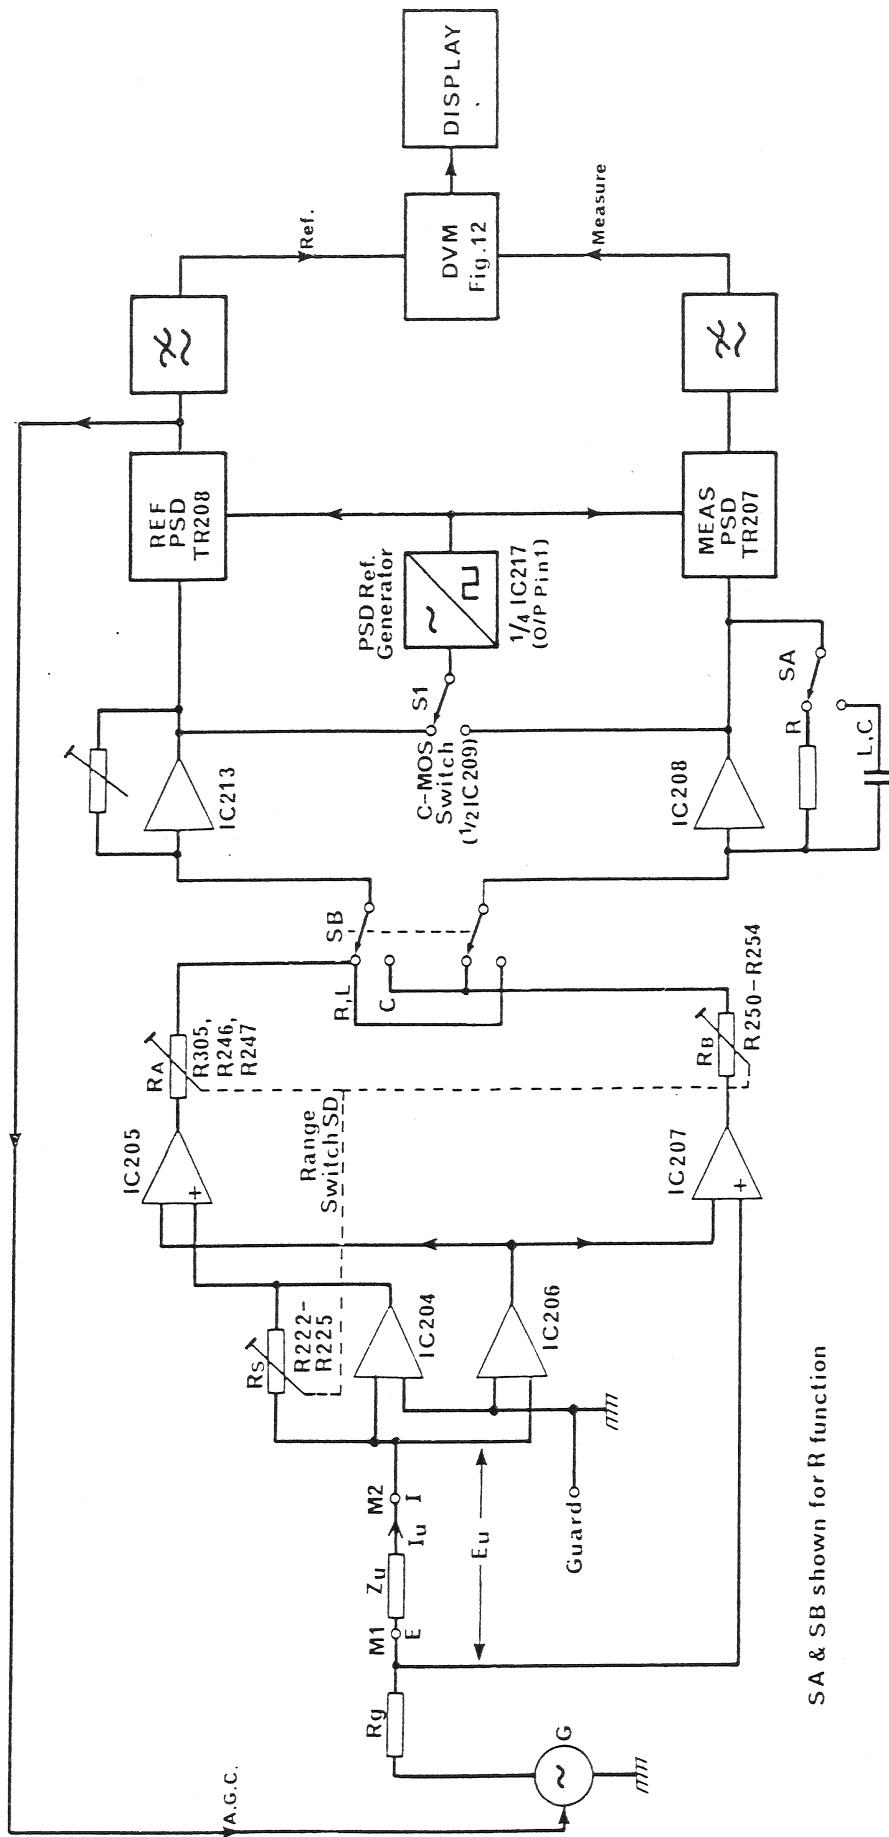 A.G.C.
G
Rg
M1
E
Zu
Iu
M2
I
Eu
Guard
RS
R222-
R225
IC204
IC206
Range
Switch SD
IC205
+
IC207
+
RA
R305,
R246,
R247
RB
R250-R254
SB
R,L
C
IC213
IC208
C-MOS
Switch
(1/2 IC209)
S1
PSD Ref.
Generator
1/4 IC217
(O/P Pin1)
SA
R
L,C
REF
PSD
TR208
MEAS
PSD
TR207
Ref.
Measure
DVM
Fig.12
DISPLAY
SA & SB shown for R function